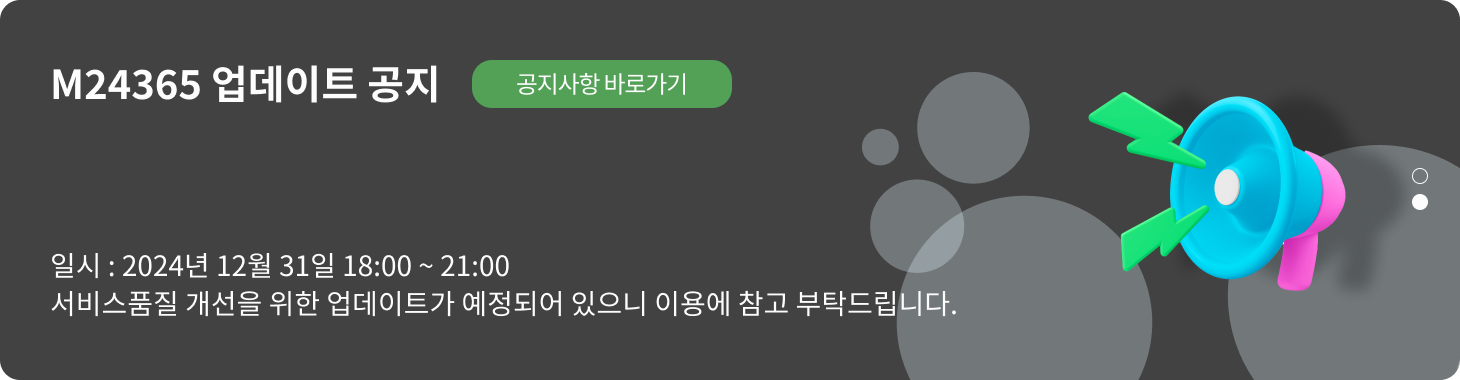 M24365 업데이트 공지
공지사항 바로가기
일시 : 2024년 12월 31일 18:00 ~ 21:00
서비스품질 개선을 위한 업데이트가 예정되어 있으니 이용에 참고 부탁드립니다.